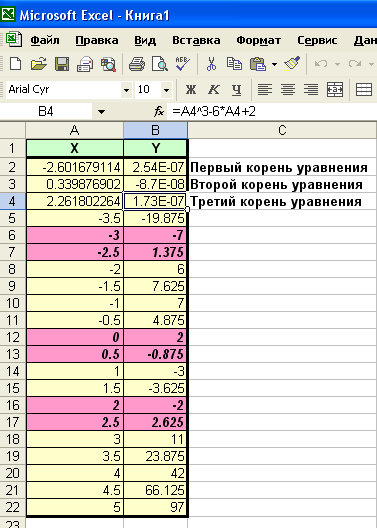 Microsoft Excel - Книга1
Файл Правка Вид Вставка Формат Сервис Дан
Arial Cyr 10 Ж К Ч
B4 fx =A4^3-6*A4+2
A B C
1 X Y
2 -2.601679114 2.54E-07 Первый корень уравнения
3 0.339876902 -8.7E-08 Второй корень уравнения
4 2.261802264 1.73E-07 Третий корень уравнения
5 -3.5 -19.875
6 -3 -7
7 -2.5 1.375
8 -2 6
9 -1.5 7.625
10 -1 7
11 -0.5 4.875
12 0 2
13 0.5 -0.875
14 1 -3
15 1.5 -3.625
16 2 -2
17 2.5 2.625
18 3 11
19 3.5 23.875
20 4 42
21 4.5 66.125
22 5 97
23